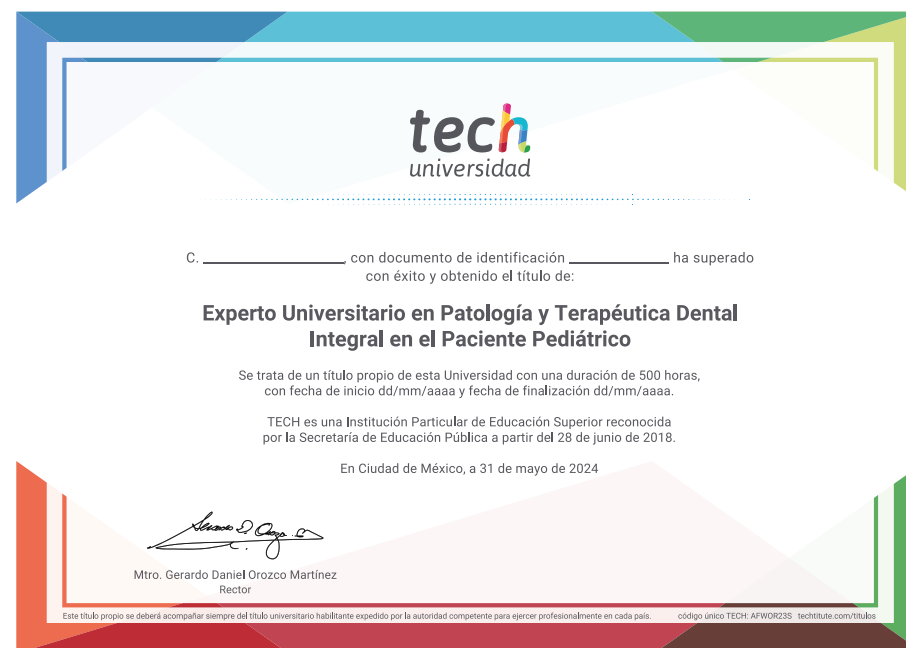 tech
universidad
C. ____________, con documento de identificación ____________ ha superado
con éxito y obtenido el título de:
Experto Universitario en Patología y Terapéutica Dental
Integral en el Paciente Pediátrico
Se trata de un título propio de esta Universidad con una duración de 500 horas,
con fecha de inicio dd/mm/aaaa y fecha de finalización dd/mm/aaaa.
TECH es una Institución Particular de Educación Superior reconocida
por la Secretaría de Educación Pública a partir del 28 de junio de 2018.
En Ciudad de México, a 31 de mayo de 2024
Mtro. Gerardo Daniel Orozco Martínez
Rector
Este título propio se deberá acompañar siempre del título universitario habilitante expedido por la autoridad competente para ejercer profesionalmente en cada país. código único TECH: AFWOR23S techtitute.com/titulos